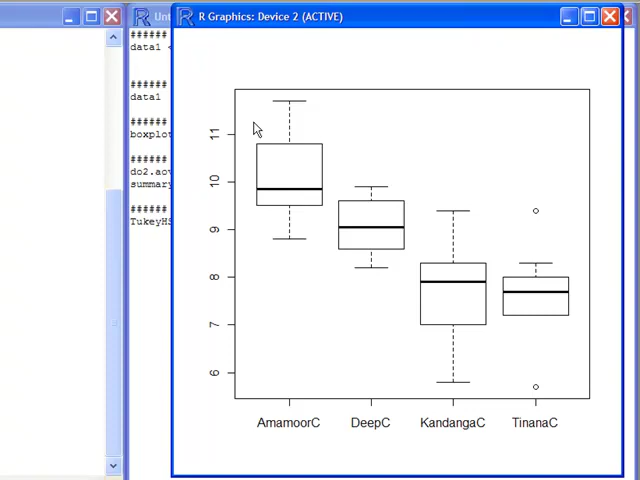 Unt
R Graphics: Device 2 (ACTIVE)
######
data1 <
######
data1
######
boxplot
######
do2.aov
summary
######
TukeyHS
11
10
9
8
7
6
AmamoorC DeepC KandangaC TinanaC